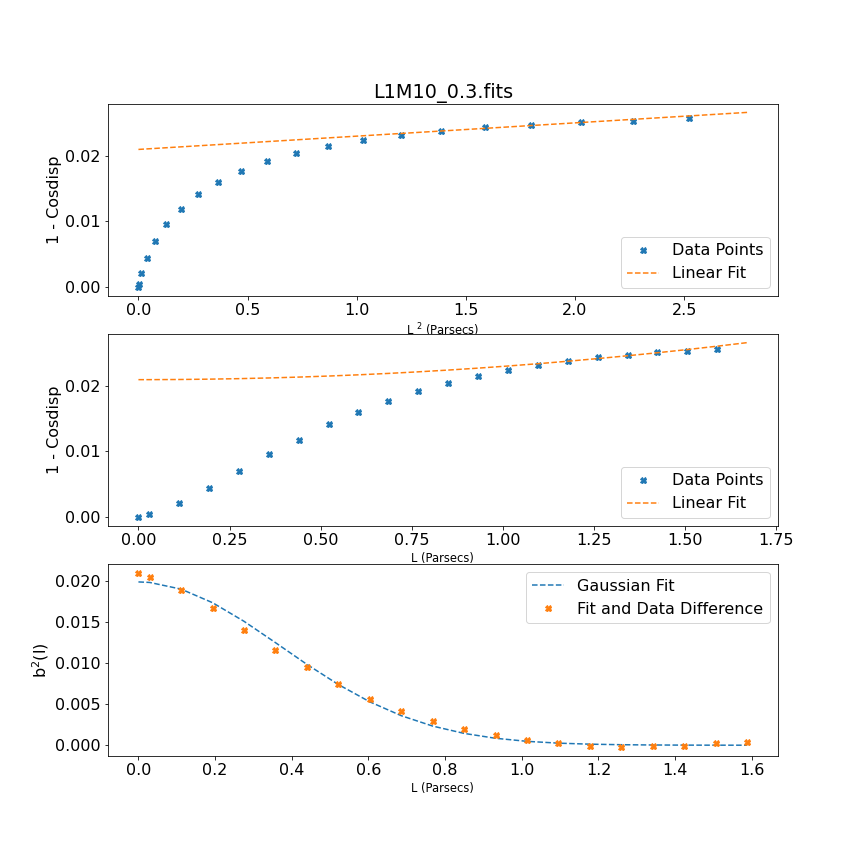 L1M10_0.3.fits
1 - Cosdisp
0.02
0.01
0.00
Data Points
Linear Fit
0.0 0.5 1.0 1.5 2.0 2.5
L ² (Parsecs)
1 - Cosdisp
0.02
0.01
0.00
Data Points
Linear Fit
0.00 0.25 0.50 0.75 1.00 1.25 1.50 1.75
L (Parsecs)
b²(l)
0.020
0.015
0.010
0.005
0.000
Gaussian Fit
Fit and Data Difference
0.0 0.2 0.4 0.6 0.8 1.0 1.2 1.4 1.6
L (Parsecs)